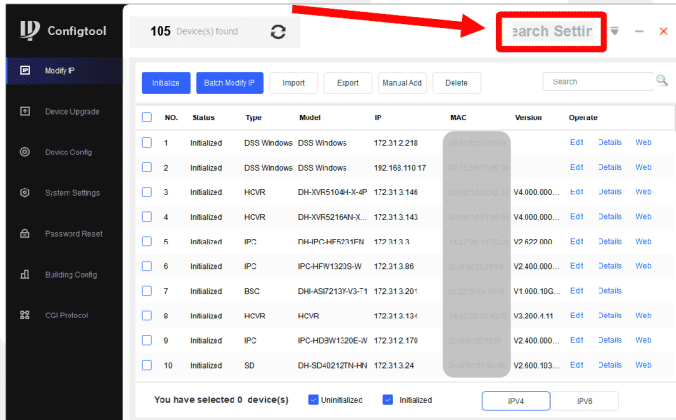 Configtool
105 Device(s) found
earch Settin
Modify IP
Device Upgrade
Device Config
System Settings
Password Reset
Building Config
CGI Protocol
Initialize Batch Modify IP Import Export Manual Add Delete Search
NO. Status Type Model IP MAC Version Operate
1 Initialized DSS Windows DSS Windows 172.31.2.218 Edit Details Web
2 Initialized DSS Windows DSS Windows 192.168.110.17 Edit Details Web
3 Initialized HCVR DH-XVR5104H-X-4P 172.31.3.146 V4.000.000... Edit Details Web
4 Initialized HCVR DH-XVR5216AN-X... 172.31.3.143 V4.000.000... Edit Details Web
5 Initialized IPC DH-IPC-HF5231FN 172.31.3.3 V2.622.000 Edit Details Web
6 Initialized IPC IPC-HFW1320S-W 172.31.3.86 V2.400.000... Edit Details Web
7 Initialized BSC DHI-ASI7213Y-V3-T1 172.31.3.201 V1.000.10G... Edit Details
8 Initialized HCVR HCVR 172.31.3.134 V3.200.4.11 Edit Details Web
9 Initialized IPC IPC-HDBW1320E-W 172.31.2.179 V2.400.000... Edit Details Web
10 Initialized SD DH-SD40212TN-HN 172.31.3.24 V2.600.103... Edit Details Web
You have selected 0 device(s) Uninitialized Initialized IPV4 IPV6